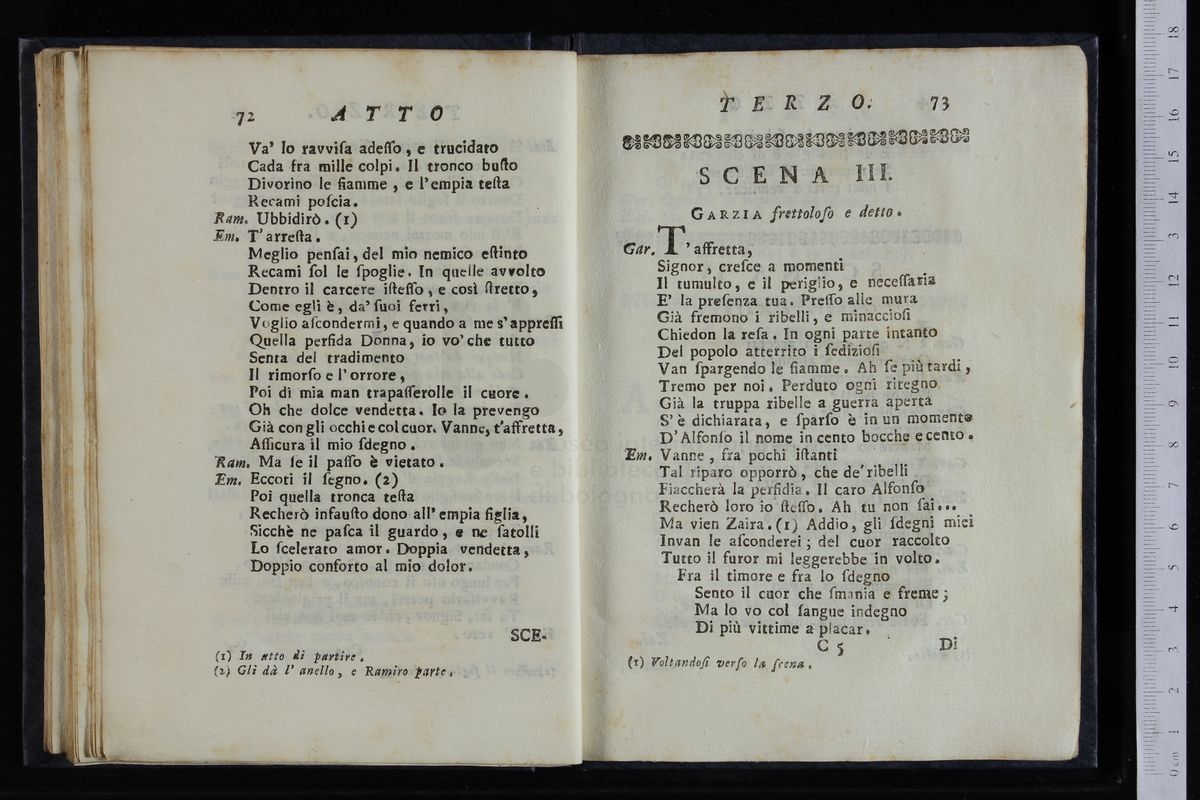 72 ATTO
Va' lo ravviſa adeſſo, e trucidato
Cada fra mille colpi. Il tronco buſto
Divorino le fiamme, e l'empia teſta
Recami poſcia.
Ram. Ubbidirò. (1)
Em. T'arreſta.
Meglio penſai, del mio nemico eſtinto
Recami ſol le ſpoglie. In quelle avvolto
Dentro il carcere iſteſſo, e così ſtretto,
Come egli è, da' ſuoi ferri,
Voglio aſcondermi, e quando a me s'appreſſi
Quella perfida Donna, io vo' che tutto
Senta del tradimento
Il rimorſo e l'orrore,
Poi di mia man trapaſſerolle il cuore.
Oh che dolce vendetta. Io la prevengo
Già con gli occhi e col cuor. Vanne, t'affretta,
Aſſicura il mio ſdegno.
Ram. Ma ſe il paſſo è vietato.
Em. Eccoti il ſegno. (2)
Poi quella tronca teſta
Recherò infauſto dono all'empia figlia,
Sicchè ne paſca il guardo, e ne ſatolli
Lo ſcelerato amor. Doppia vendetta,
Doppio conforto al mio dolor.
SCE-
(1) In atto di partire.
(2) Gli dà l'anello, e Ramiro parte.
TERZO. 73
SCENA III.
GARZIA frettoloſo e detto.
Gar. T'affretta,
Signor, creſce a momenti
Il tumulto, e il periglio, e neceſſaria
E' la preſenza tua. Preſſo alle mura
Già fremono i ribelli, e minaccioſi
Chiedon la reſa. In ogni parte intanto
Del popolo atterrito i ſedizioſi
Van ſpargendo le fiamme. Ah ſe più tardi,
Tremo per noi. Perduto ogni ritegno
Già la truppa ribelle a guerra aperta
S'è dichiarata, e ſparſo è in un momento
D'Alfonſo il nome in cento bocche e cento.
Em. Vanne, fra pochi iſtanti
Tal riparo opporrò, che de' ribelli
Fiaccherà la perfidia. Il caro Alfonſo
Recherò loro io ſteſſo. Ah tu non ſai...
Ma vien Zaira. (1) Addio, gli ſdegni miei
Invan le aſconderei; del cuor raccolto
Tutto il furor mi leggerebbe in volto.
Fra il timore e fra lo ſdegno
Sento il cuor che ſmania e freme;
Ma lo vo col ſangue indegno
Di più vittime a placar.
C 5 Di
(1) Voltandoſi verſo la ſcena.